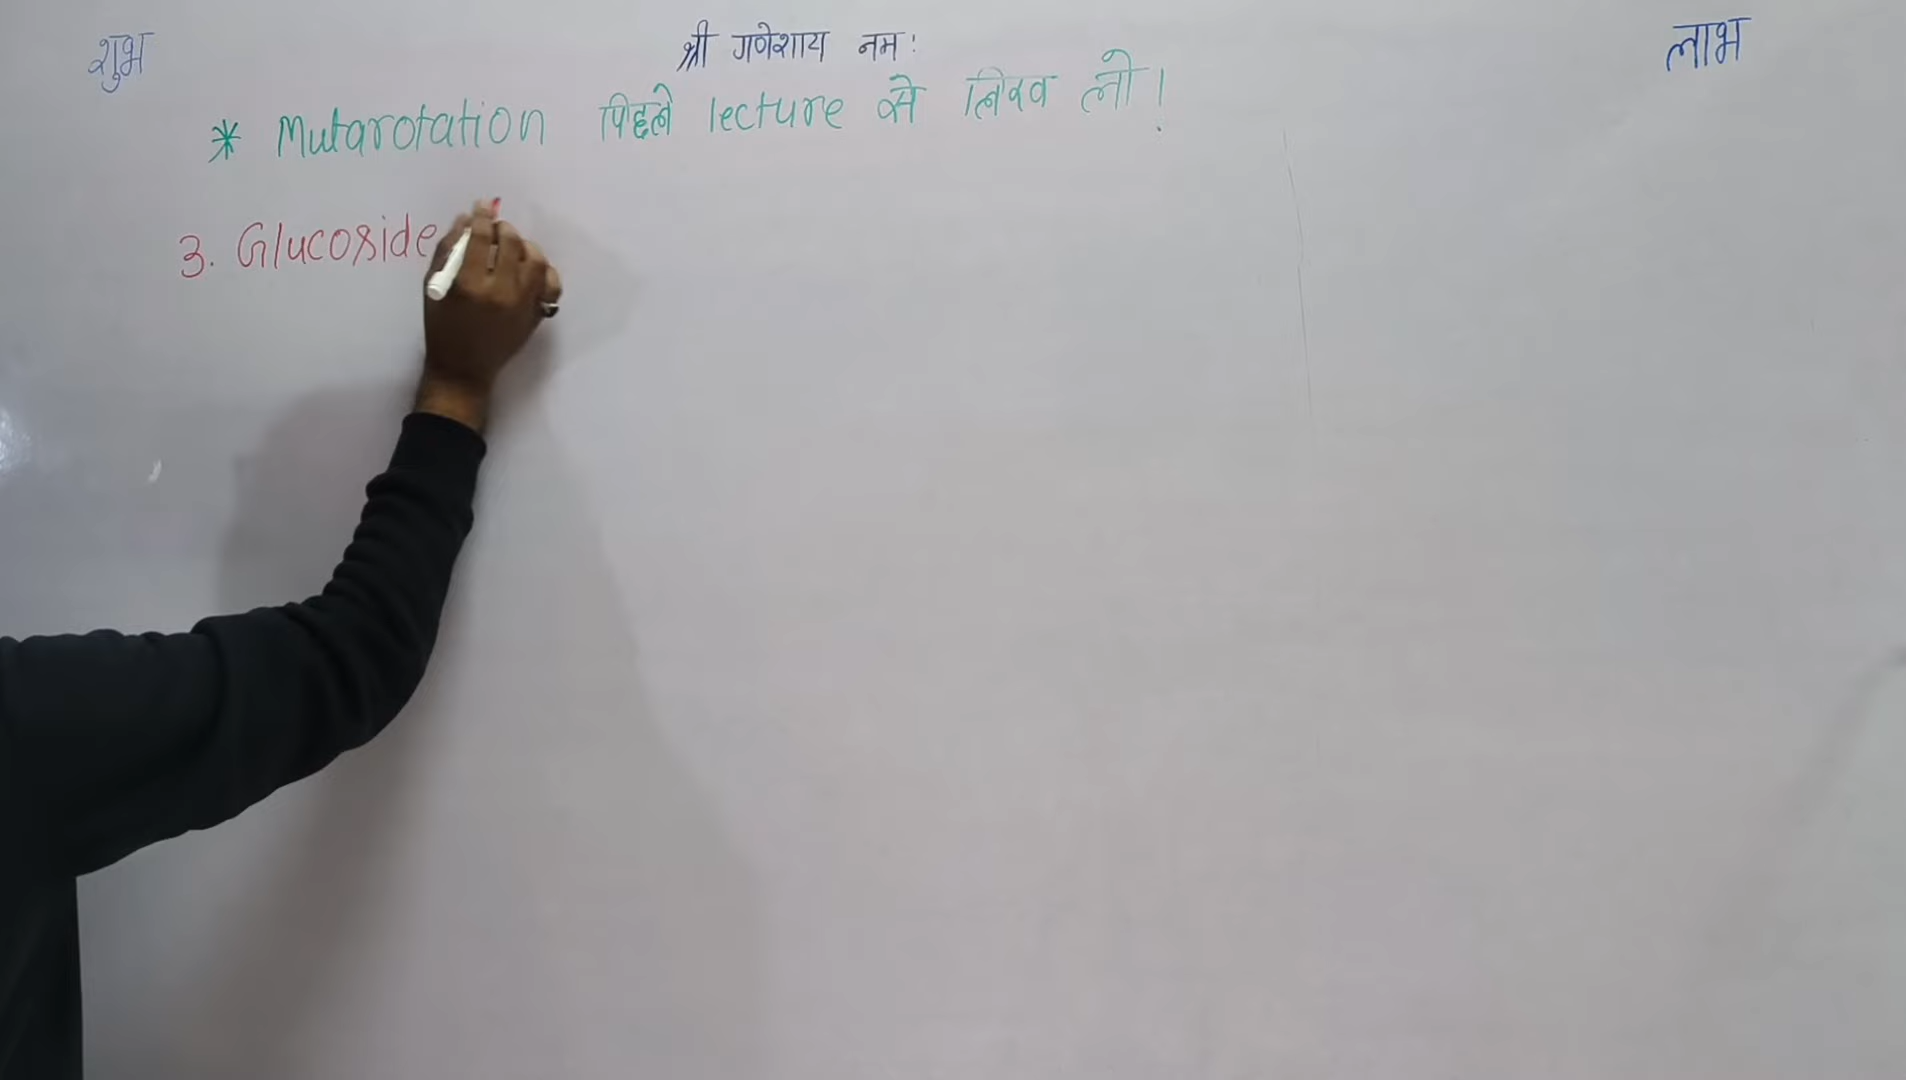 शुभ श्री गणेशाय नम: लाभ
* Mutarotation पिछले lecture से लिख लो !
3. Glucoside